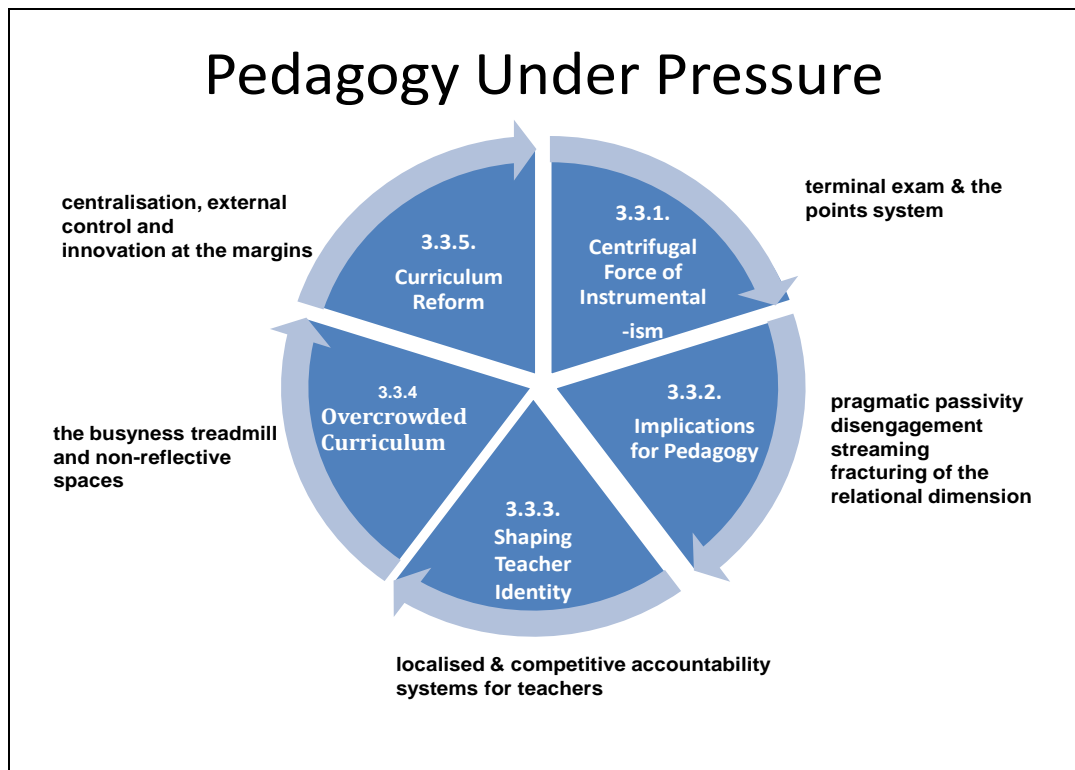 Pedagogy Under Pressure
3.3.1.
Centrifugal
Force of
Instrumental
-ism
terminal exam & the
points system
3.3.2.
Implications
for Pedagogy
pragmatic passivity
disengagement
streaming
fracturing of the
relational dimension
3.3.3.
Shaping
Teacher
Identity
localised & competitive accountability
systems for teachers
3.3.4
Overcrowded
Curriculum
the busyness treadmill
and non-reflective
spaces
3.3.5.
Curriculum
Reform
centralisation, external
control and
innovation at the margins